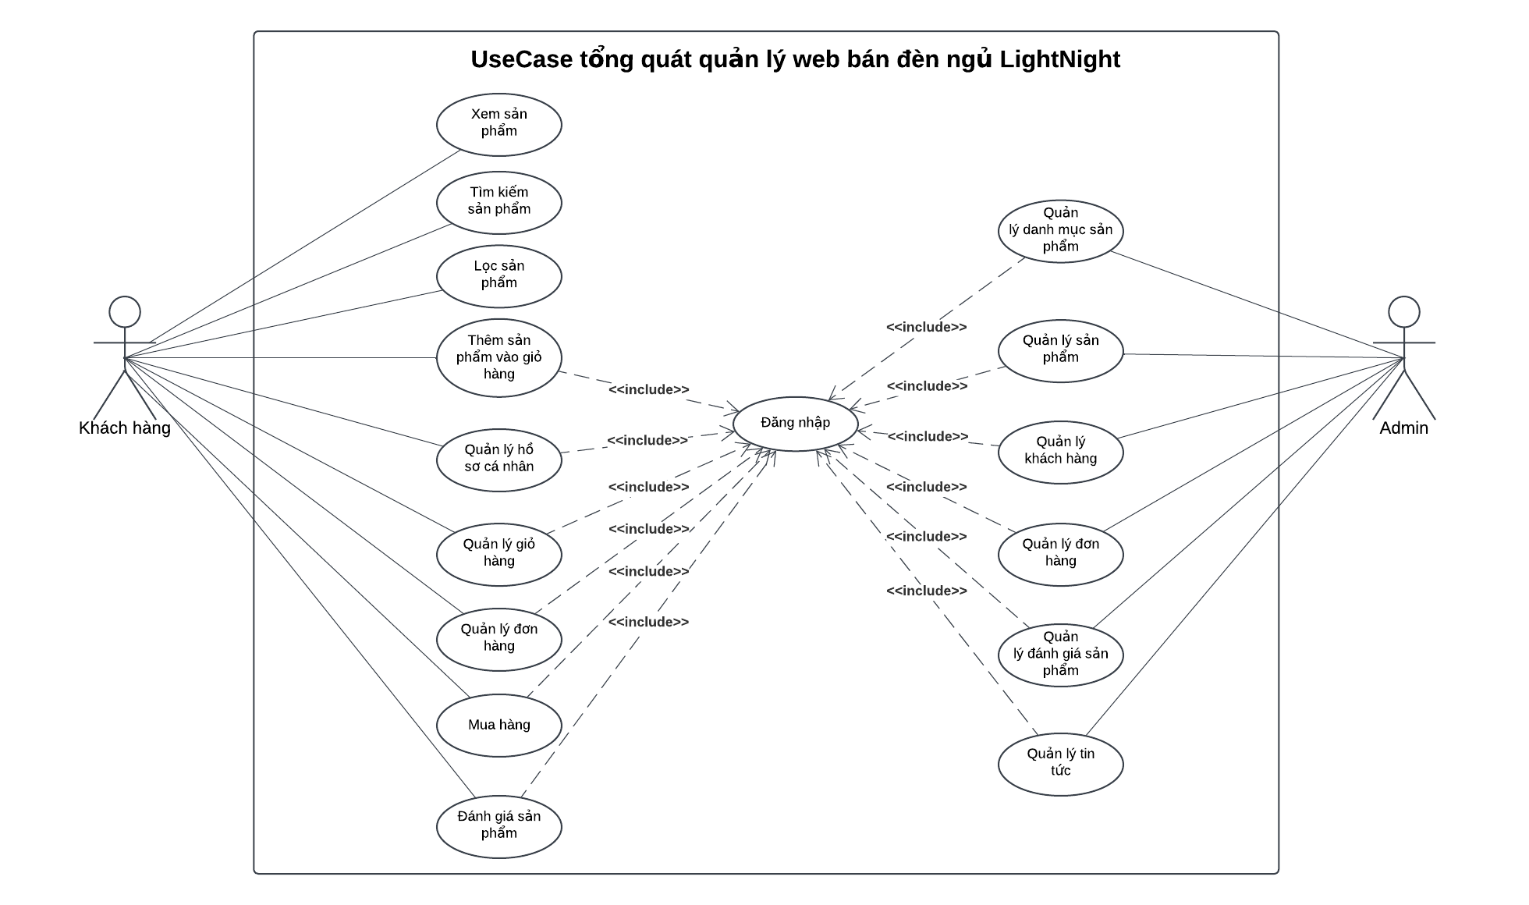 UseCase tổng quát quản lý web bán đèn ngủ LightNight
Xem sản
phẩm
Tìm kiếm
sản phẩm
Lọc sản
phẩm
Thêm sản
phẩm vào giỏ
hàng
Quản lý hồ
sơ cá nhân
Quản lý giỏ
hàng
Quản lý đơn
hàng
Mua hàng
Đánh giá sản
phẩm
Khách hàng
<<include>>
<<include>>
<<include>>
<<include>>
<<include>>
<<include>>
Đăng nhập
<<include>>
<<include>>
<<include>>
<<include>>
<<include>>
<<include>>
Quản
lý danh mục sản
phẩm
Quản lý sản
phẩm
Quản lý
khách hàng
Quản lý đơn
hàng
Quản
lý đánh giá sản
phẩm
Quản lý tin
tức
Admin